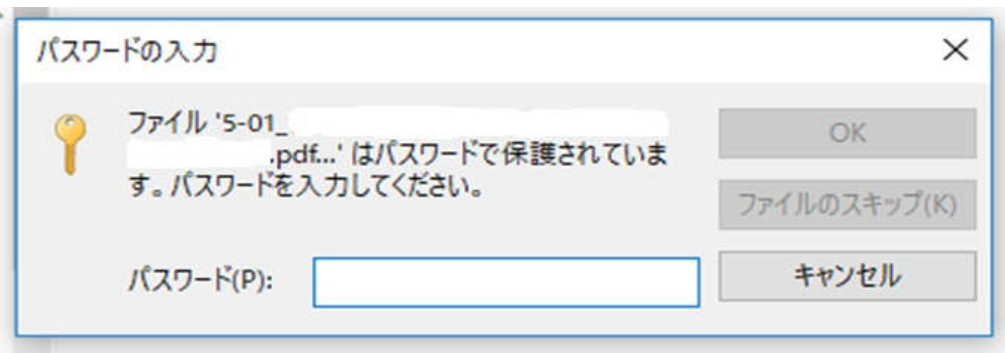 パスワードの入力
ファイル '5-01_
.pdf...' はパスワードで保護されていま
す。パスワードを入力してください。
OK
ファイルのスキップ(K)
キャンセル
パスワード(P):